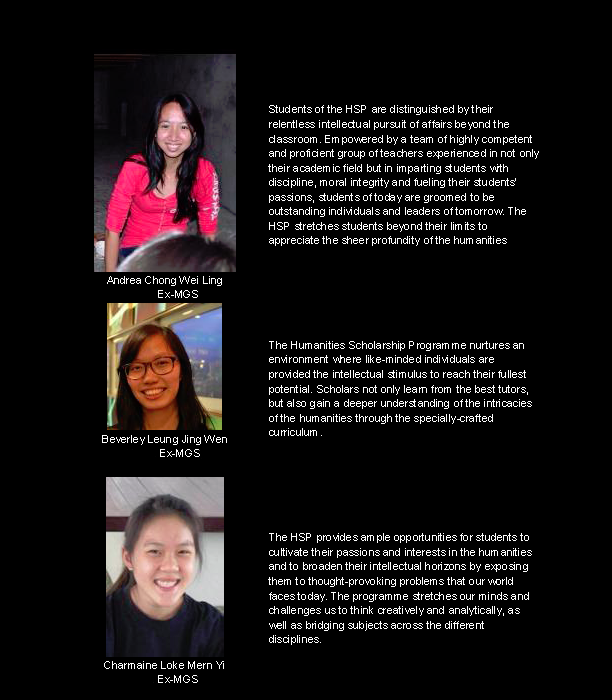 Students of the HSP are distinguished by their
relentless intellectual pursuit of affairs beyond the
classroom. Empowered by a team of highly competent
and proficient group of teachers experienced in not only
their academic field but in imparting students with
discipline, moral integrity and fueling their students'
passions, students of today are groomed to be
outstanding individuals and leaders of tomorrow. The
HSP stretches students beyond their limits to
appreciate the sheer profundity of the humanities
Andrea Chong Wei Ling
Ex-MGS
The Humanities Scholarship Programme nurtures an
environment where like-minded individuals are
provided the intellectual stimulus to reach their fullest
potential. Scholars not only learn from the best tutors,
but also gain a deeper understanding of the intricacies
of the humanities through the specially-crafted
curriculum.
Beverley Leung Jing Wen
Ex-MGS
The HSP provides ample opportunities for students to
cultivate their passions and interests in the humanities
and to broaden their intellectual horizons by exposing
them to thought-provoking problems that our world
faces today. The programme stretches our minds and
challenges us to think creatively and analytically, as
well as bridging subjects across the different
disciplines.
Charmaine Loke Mern Yi
Ex-MGS